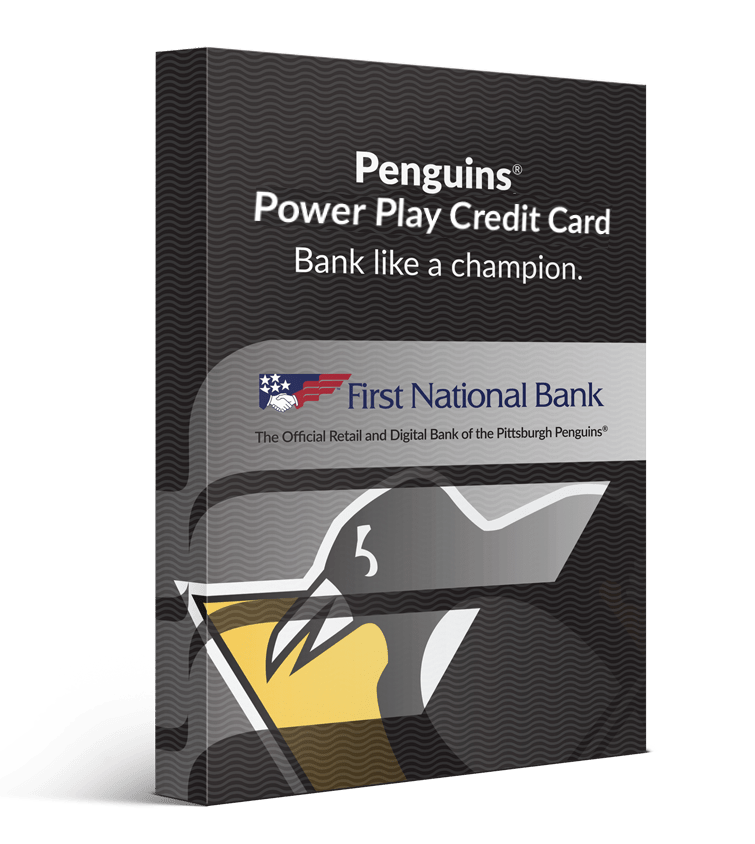 Penguins®
Power Play Credit Card
Bank like a champion.
First National Bank
The Official Retail and Digital Bank of the Pittsburgh Penguins®